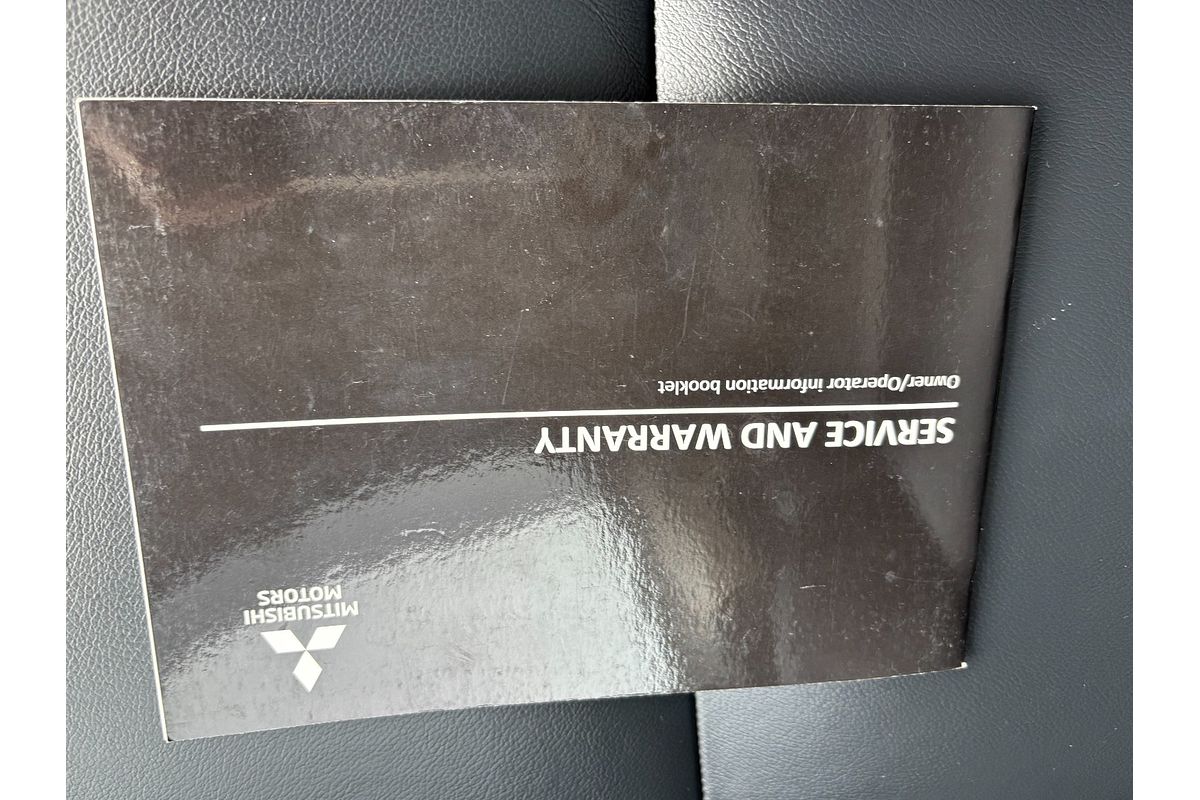 MITSUBISHI
MOTORS
SERVICE AND WARRANTY
Owner/Operator information booklet